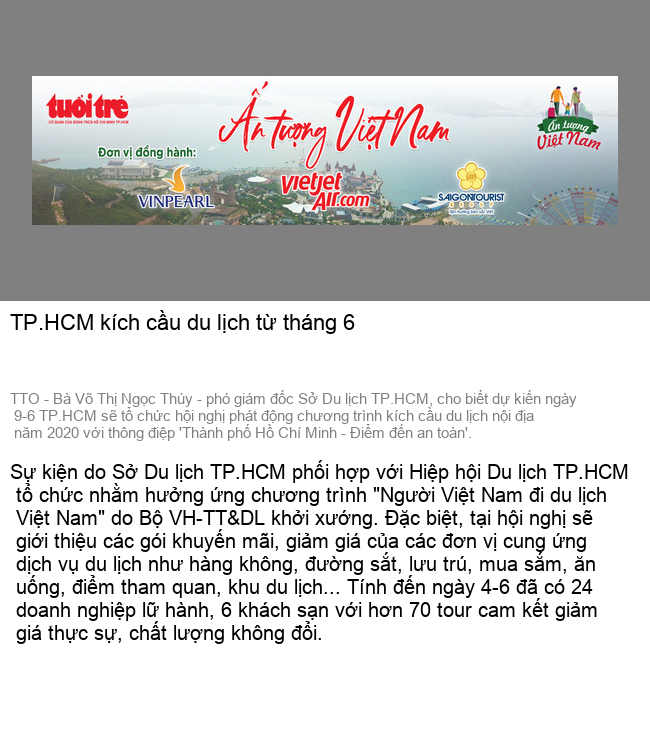 tuổi trẻ
CƠ QUAN CỦA ĐOÀN TNCS HỒ CHÍ MINH TP.HCM
Ấn tượng Việt Nam
Ấn tượng
Việt Nam
Đơn vị đồng hành:
VINPEARL
vietjet
Air.com
SAIGONTOURIST
GROUP
Tận hưởng bản sắc Việt
TP.HCM kích cầu du lịch từ tháng 6
TTO - Bà Võ Thị Ngọc Thúy - phó giám đốc Sở Du lịch TP.HCM, cho biết dự kiến ngày
9-6 TP.HCM sẽ tổ chức hội nghị phát động chương trình kích cầu du lịch nội địa
năm 2020 với thông điệp 'Thành phố Hồ Chí Minh - Điểm đến an toàn'.
Sự kiện do Sở Du lịch TP.HCM phối hợp với Hiệp hội Du lịch TP.HCM
tổ chức nhằm hưởng ứng chương trình "Người Việt Nam đi du lịch
Việt Nam" do Bộ VH-TT&DL khởi xướng. Đặc biệt, tại hội nghị sẽ
giới thiệu các gói khuyến mãi, giảm giá của các đơn vị cung ứng
dịch vụ du lịch như hàng không, đường sắt, lưu trú, mua sắm, ăn
uống, điểm tham quan, khu du lịch... Tính đến ngày 4-6 đã có 24
doanh nghiệp lữ hành, 6 khách sạn với hơn 70 tour cam kết giảm
giá thực sự, chất lượng không đổi.